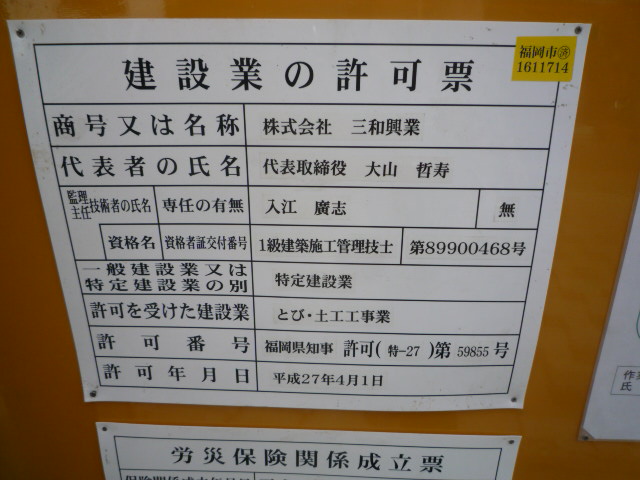 福岡市㊝
1611714
建設業の許可票
商号又は名称 株式会社 三和興業
代表者の氏名 代表取締役 大山 哲寿
監理主任技術者の氏名 専任の有無 入江 廣志 無
資格名 資格者証交付番号 1級建築施工管理技士 第89900468号
一般建設業又は
特定建設業の別 特定建設業
許可を受けた建設業 とび・土工工事業
許可番号 福岡県知事 許可(特-27)第59855号
許可年月日 平成27年4月1日
労災保険関係成立票
作業
氏